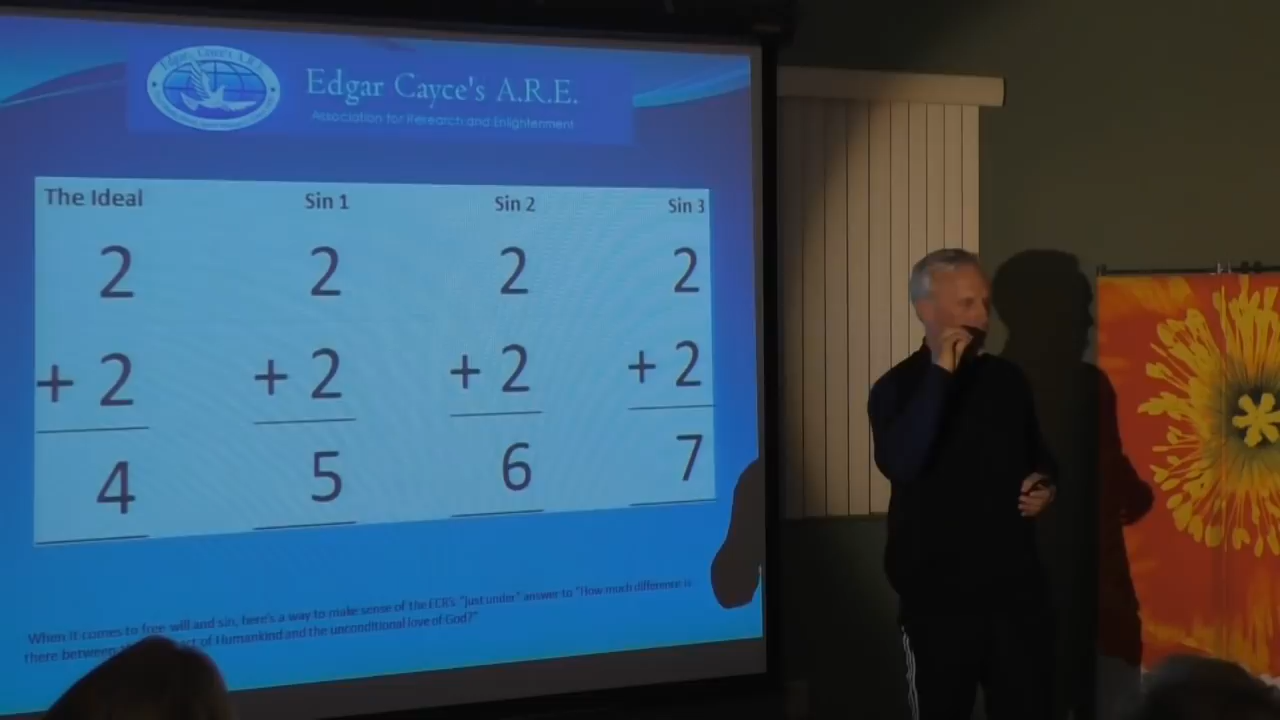 Edgar Cayce's A.R.E.
Edgar Cayce's A.R.E.
Association for Research and Enlightenment
The Ideal Sin 1 Sin 2 Sin 3
2 2 2 2
+ 2 + 2 + 2 + 2
4 5 6 7
When it comes to free will and sin, here's a way to make sense of the ECRS "just under" answer to "How much difference is
there between of Humankind and the unconditional love of God?"